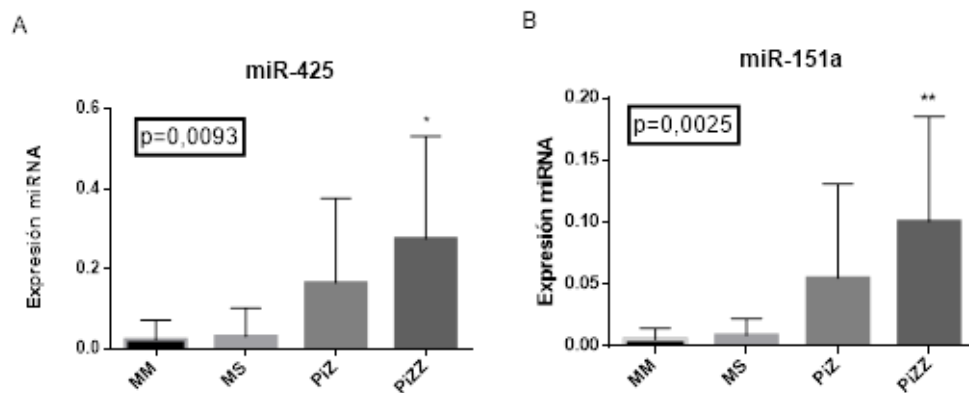 A
miR-425
Expresión miRNA
0.6
0.4
0.2
0.0
p=0,0093
*
MM
MS
PiZ
PiZZ
B
miR-151a
Expresión miRNA
0.20
0.15
0.10
0.05
0.00
p=0,0025
**
MM
MS
PiZ
PiZZ